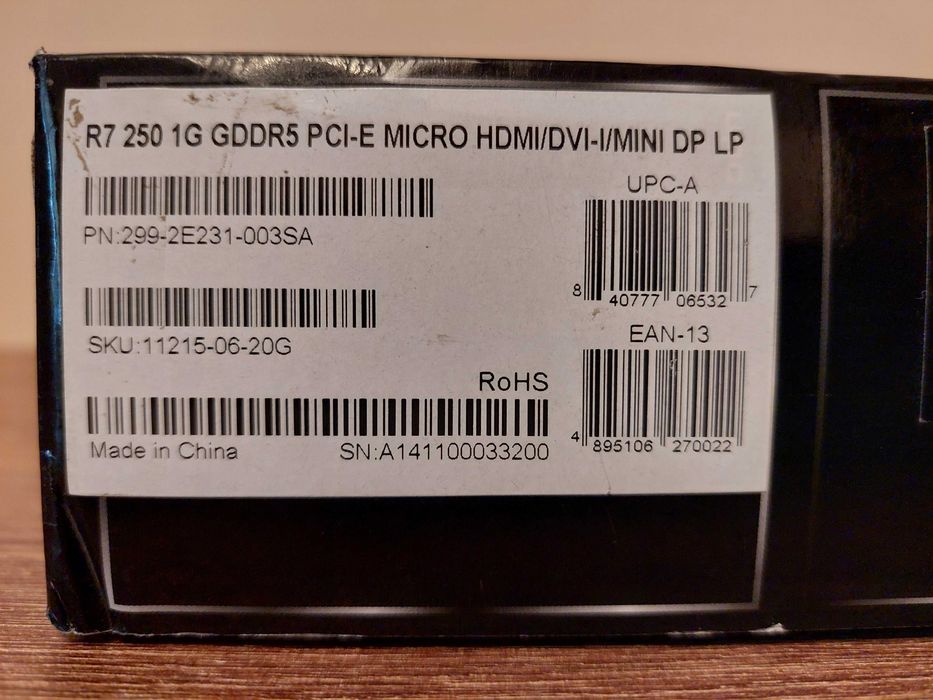 R7 250 1G GDDR5 PCI-E MICRO HDMI/DVI-I/MINI DP LP
PN:299-2E231-003SA
SKU:11215-06-20G
RoHS
Made in China
SN:A141100033200
UPC-A
8 40777 06532 7
EAN-13
4 895106 270022